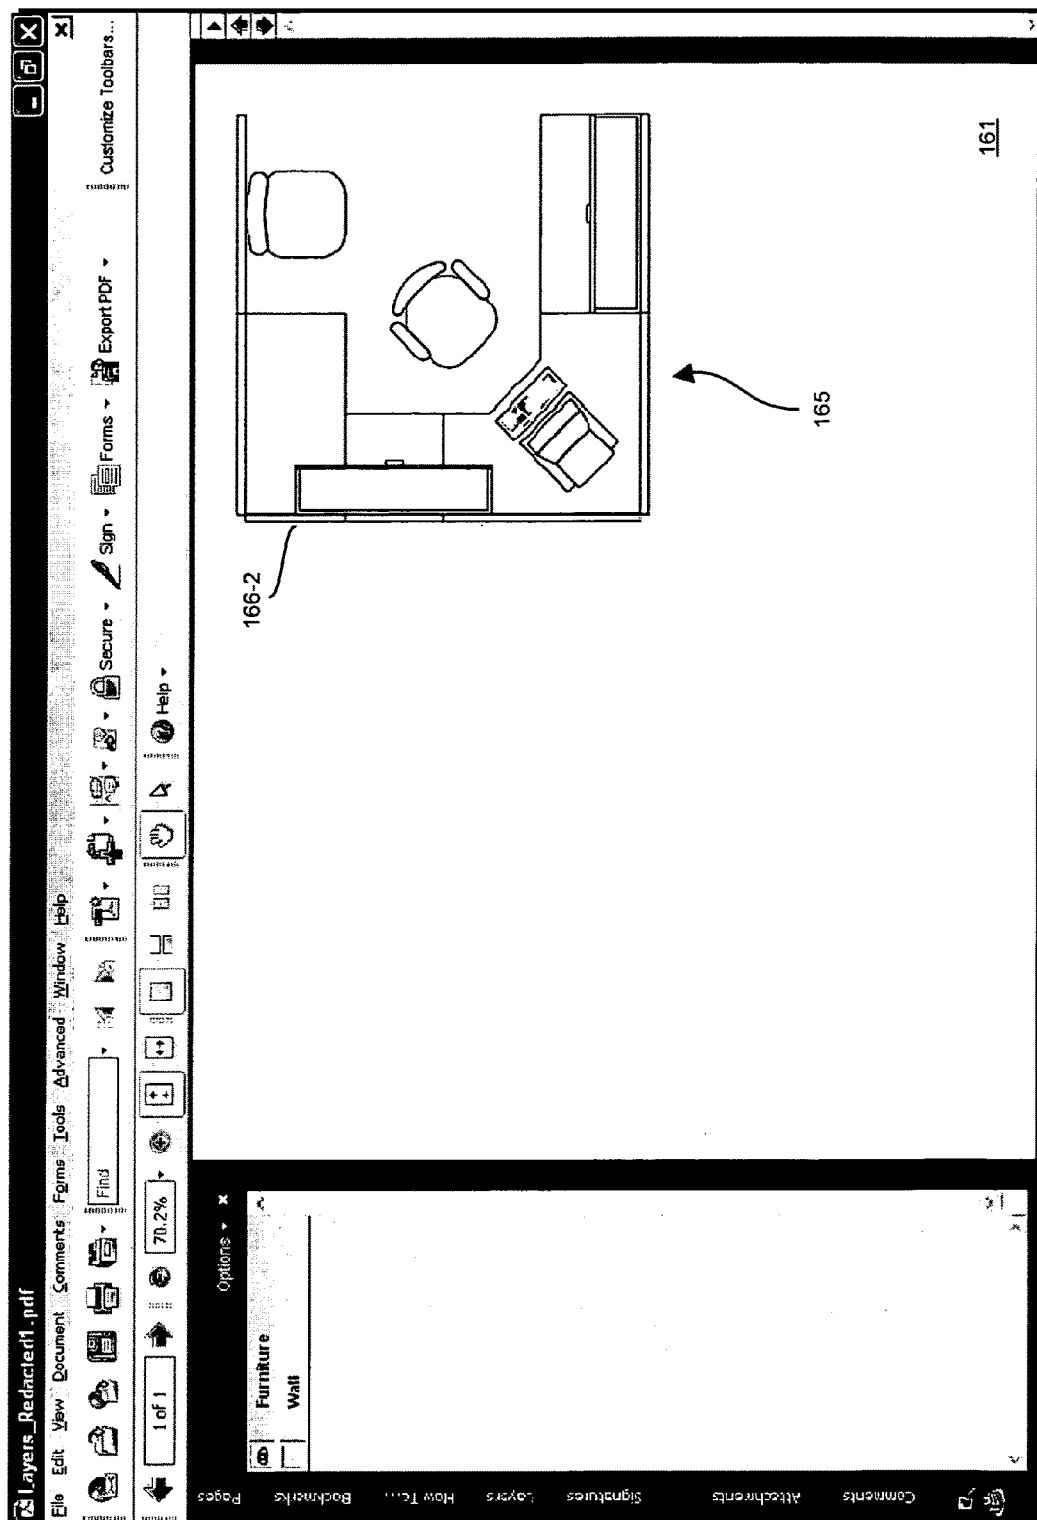 Layers_Redacted1.pdf
File Edit View Document Comments Forms Tools Advanced Window Help
Find
Secure Sign Forms Export PDF Customize Toolbars...
1 of 1 70.2% Help
Options
Furniture
Wall
Pages
Bookmarks
How To...
Layers
Signatures
Attachments
Comments
166-2
165
161